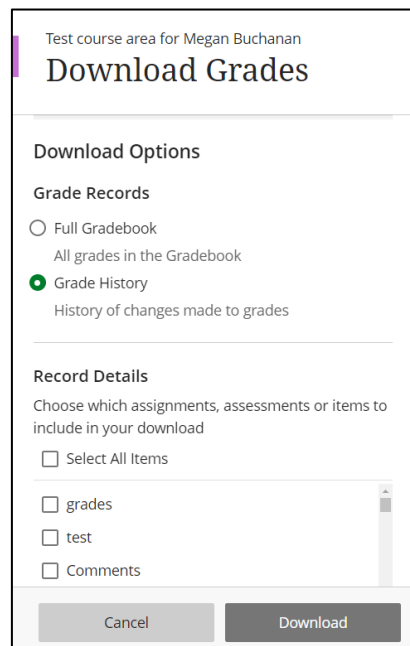 Test course area for Megan Buchanan
Download Grades
Download Options
Grade Records
Full Gradebook
All grades in the Gradebook
Grade History
History of changes made to grades
Record Details
Choose which assignments, assessments or items to
include in your download
Select All Items
grades
test
Comments
Cancel
Download